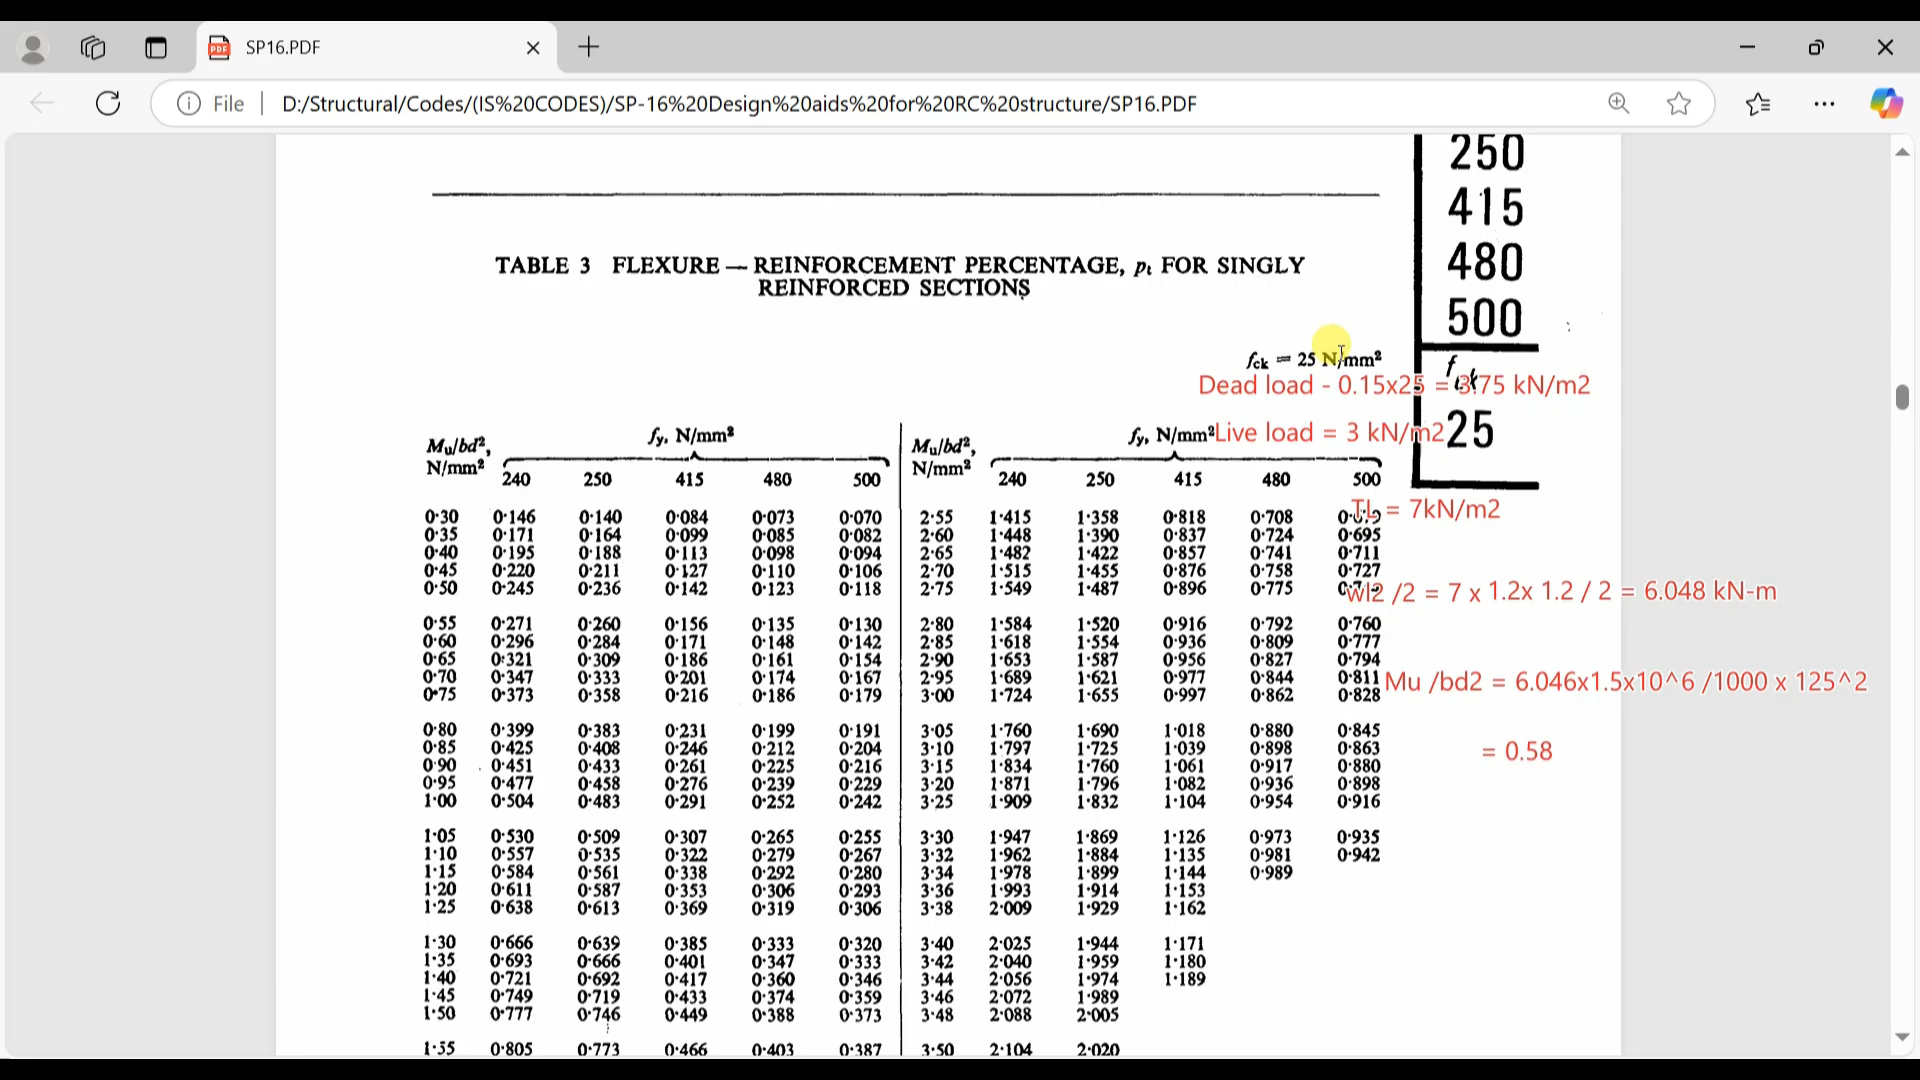 SP16.PDF
File D:/Structural/Codes/(IS%20CODES)/SP-16%20Design%20aids%20for%20RC%20structure/SP16.PDF
250
415
480
500
fck
25
TABLE 3 FLEXURE — REINFORCEMENT PERCENTAGE, pt FOR SINGLY
REINFORCED SECTIONS
fck = 25 N/mm²
Dead load - 0.15x25 = 3.75 kN/m2
Live load = 3 kN/m2
TL = 7kN/m2
wl2 /2 = 7 x 1.2x 1.2 / 2 = 6.048 kN-m
Mu /bd2 = 6.046x1.5x10^6 /1000 x 125^2
= 0.58
Mu/bd², N/mm² fy, N/mm² Mu/bd², N/mm² fy, N/mm²
240 250 415 480 500 240 250 415 480 500
0·30 0·146 0·140 0·084 0·073 0·070 2·55 1·415 1·358 0·818 0·708
0·35 0·171 0·164 0·099 0·085 0·082 2·60 1·448 1·390 0·837 0·724 0·695
0·40 0·195 0·188 0·113 0·098 0·094 2·65 1·482 1·422 0·857 0·741 0·711
0·45 0·220 0·211 0·127 0·110 0·106 2·70 1·515 1·455 0·876 0·758 0·727
0·50 0·245 0·236 0·142 0·123 0·118 2·75 1·549 1·487 0·896 0·775
0·55 0·271 0·260 0·156 0·135 0·130 2·80 1·584 1·520 0·916 0·792 0·760
0·60 0·296 0·284 0·171 0·148 0·142 2·85 1·618 1·554 0·936 0·809 0·777
0·65 0·321 0·309 0·186 0·161 0·154 2·90 1·653 1·587 0·956 0·827 0·794
0·70 0·347 0·333 0·201 0·174 0·167 2·95 1·689 1·621 0·977 0·844 0·811
0·75 0·373 0·358 0·216 0·186 0·179 3·00 1·724 1·655 0·997 0·862 0·828
0·80 0·399 0·383 0·231 0·199 0·191 3·05 1·760 1·690 1·018 0·880 0·845
0·85 0·425 0·408 0·246 0·212 0·204 3·10 1·797 1·725 1·039 0·898 0·863
0·90 0·451 0·433 0·261 0·225 0·216 3·15 1·834 1·760 1·061 0·917 0·880
0·95 0·477 0·458 0·276 0·239 0·229 3·20 1·871 1·796 1·082 0·936 0·898
1·00 0·504 0·483 0·291 0·252 0·242 3·25 1·909 1·832 1·104 0·954 0·916
1·05 0·530 0·509 0·307 0·265 0·255 3·30 1·947 1·869 1·126 0·973 0·935
1·10 0·557 0·535 0·322 0·279 0·267 3·32 1·962 1·884 1·135 0·981 0·942
1·15 0·584 0·561 0·338 0·292 0·280 3·34 1·978 1·899 1·144 0·989
1·20 0·611 0·587 0·353 0·306 0·293 3·36 1·993 1·914 1·153
1·25 0·638 0·613 0·369 0·319 0·306 3·38 2·009 1·929 1·162
1·30 0·666 0·639 0·385 0·333 0·320 3·40 2·025 1·944 1·171
1·35 0·693 0·666 0·401 0·347 0·333 3·42 2·040 1·959 1·180
1·40 0·721 0·692 0·417 0·360 0·346 3·44 2·056 1·974 1·189
1·45 0·749 0·719 0·433 0·374 0·359 3·46 2·072 1·989
1·50 0·777 0·746 0·449 0·388 0·373 3·48 2·088 2·005
1·55 0·805 0·773 0·466 0·403 0·387 3·50 2·104 2·020